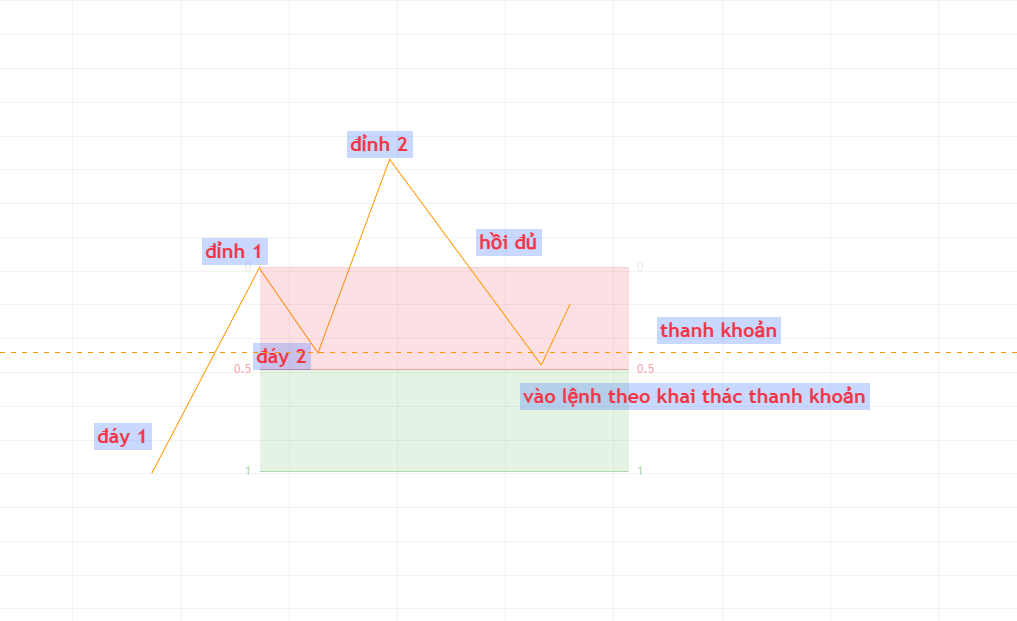 đỉnh 2
hồi đủ
đỉnh 1
0
0
thanh khoản
đáy 2
0.5
0.5
vào lệnh theo khai thác thanh khoản
đáy 1
1
1